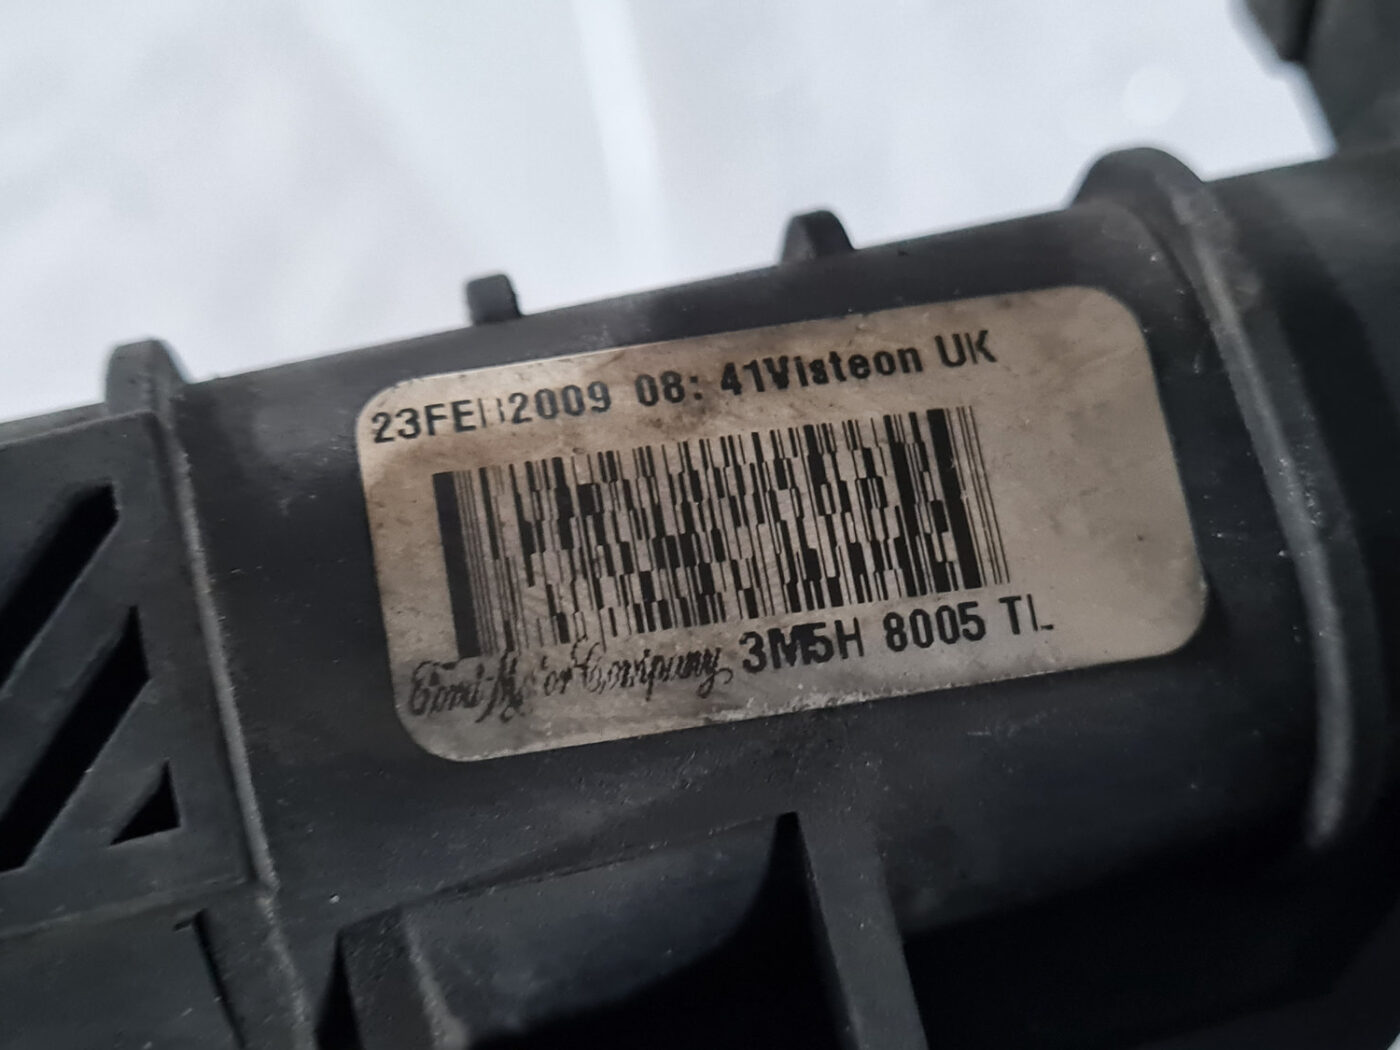 23FEB2009 08:41Visteon UK
Ford Motor Company, 3M5H 8005 TL